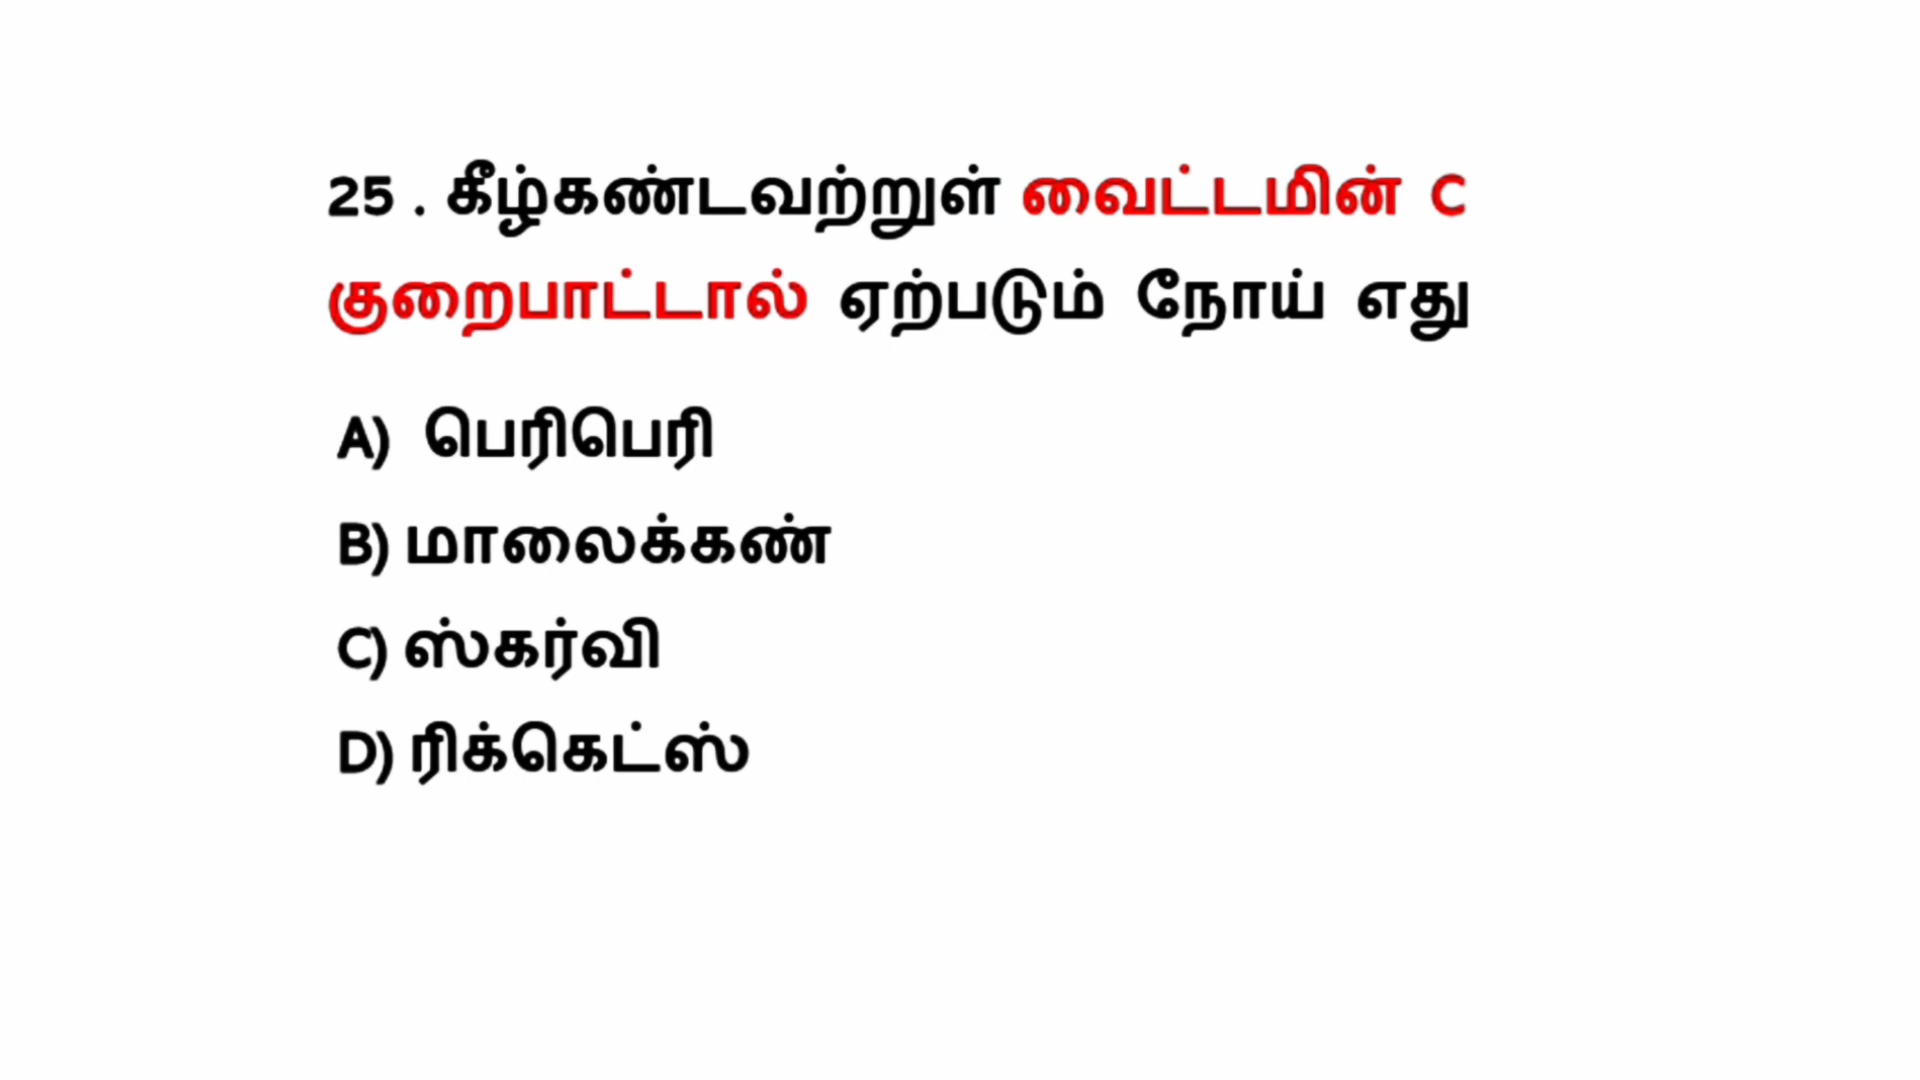 25 . கீழ்கண்டவற்றுள் வைட்டமின் C
குறைபாட்டால் ஏற்படும் நோய் எது
A) பெரிபெரி
B) மாலைக்கண்
C) ஸ்கர்வி
D) ரிக்கெட்ஸ்